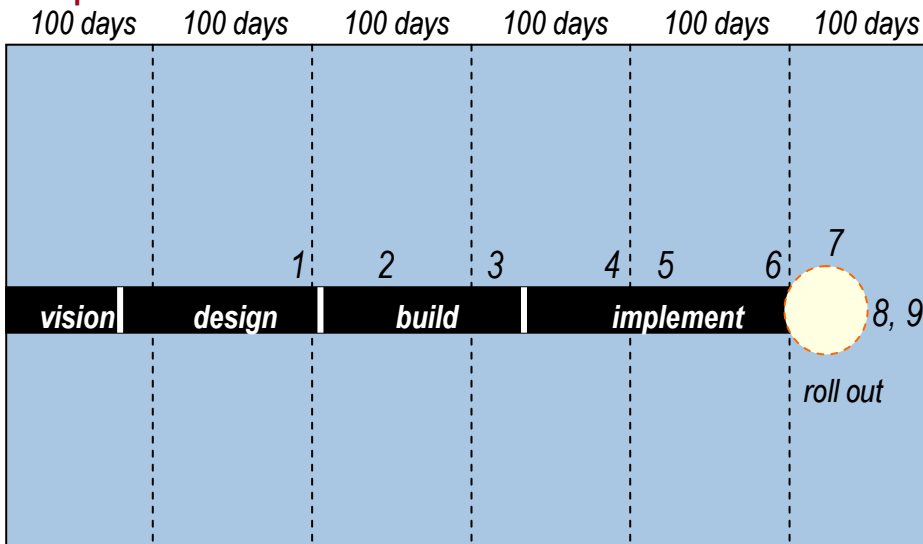 100 days 100 days 100 days 100 days 100 days 100 days
7
1 2 3 4 5 6
vision design build implement 8, 9
roll out